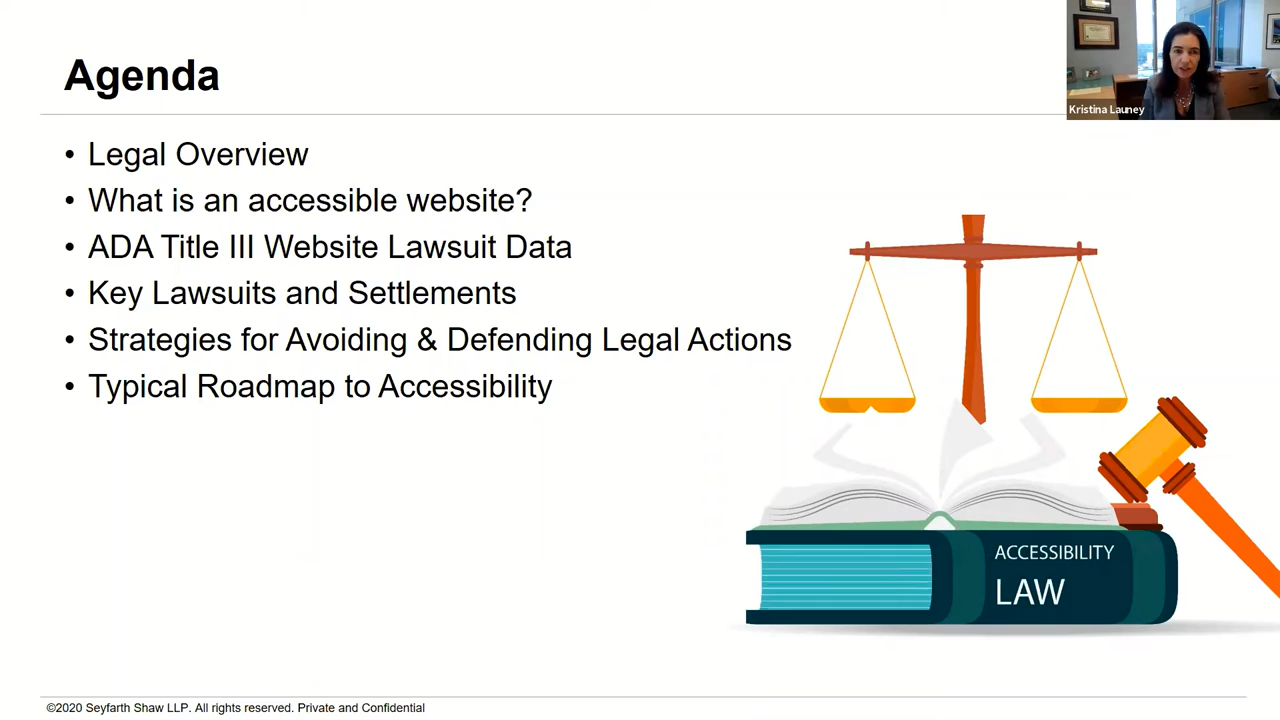 Agenda
Kristina Launey
• Legal Overview
• What is an accessible website?
• ADA Title III Website Lawsuit Data
• Key Lawsuits and Settlements
• Strategies for Avoiding & Defending Legal Actions
• Typical Roadmap to Accessibility
ACCESSIBILITY
LAW
©2020 Seyfarth Shaw LLP. All rights reserved. Private and Confidential